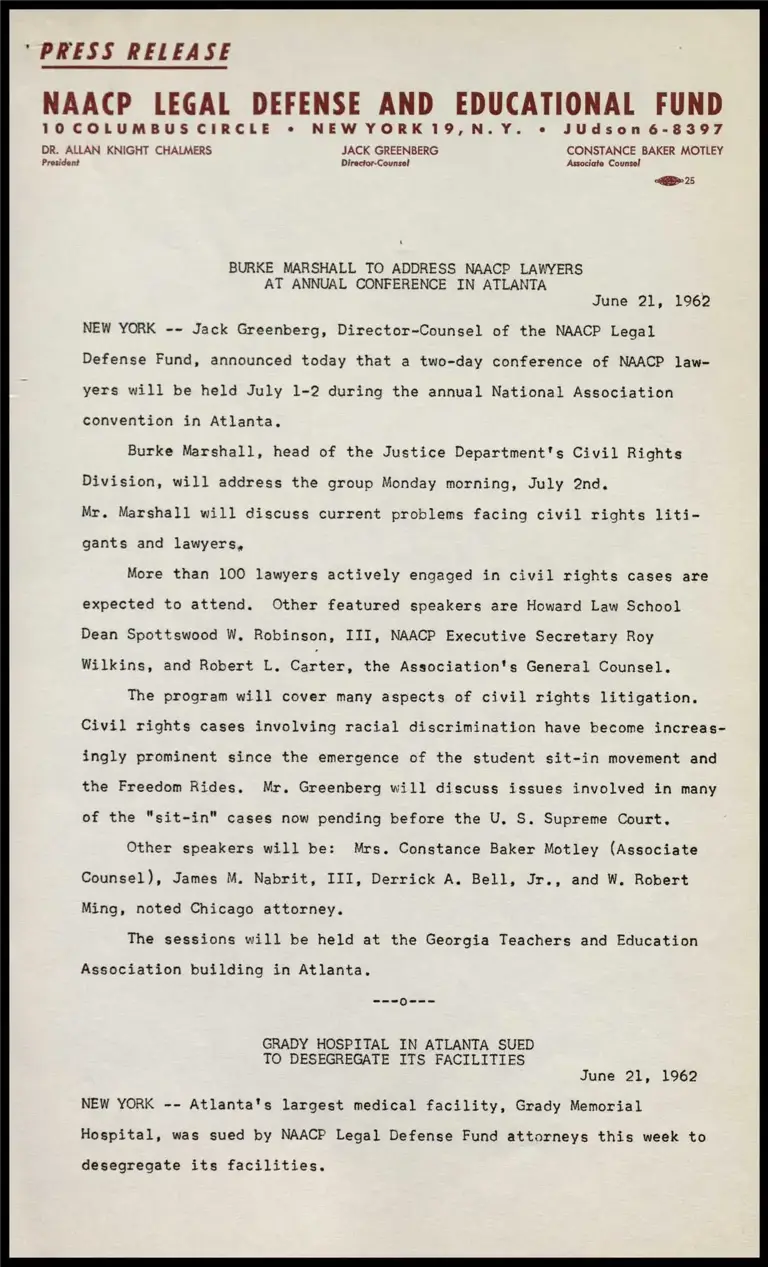 PRESS RELEASE
NAACP LEGAL DEFENSE AND EDUCATIONAL FUND
10 COLUMBUS CIRCLE • NEW YORK 19, N. Y. • JUdson 6-8397
DR. ALLAN KNIGHT CHALMERS JACK GREENBERG CONSTANCE BAKER MOTLEY
President Director-Counsel Associate Counsel
25
BURKE MARSHALL TO ADDRESS NAACP LAWYERS
AT ANNUAL CONFERENCE IN ATLANTA
June 21, 1962
NEW YORK -- Jack Greenberg, Director-Counsel of the NAACP Legal
Defense Fund, announced today that a two-day conference of NAACP law-
yers will be held July 1-2 during the annual National Association
convention in Atlanta.
Burke Marshall, head of the Justice Department's Civil Rights
Division, will address the group Monday morning, July 2nd.
Mr. Marshall will discuss current problems facing civil rights liti-
gants and lawyers.
More than 100 lawyers actively engaged in civil rights cases are
expected to attend. Other featured speakers are Howard Law School
Dean Spottswood W. Robinson, III, NAACP Executive Secretary Roy
Wilkins, and Robert L. Carter, the Association's General Counsel.
The program will cover many aspects of civil rights litigation.
Civil rights cases involving racial discrimination have become increas-
ingly prominent since the emergence of the student sit-in movement and
the Freedom Rides. Mr. Greenberg will discuss issues involved in many
of the "sit-in" cases now pending before the U. S. Supreme Court.
Other speakers will be: Mrs. Constance Baker Motley (Associate
Counsel), James M. Nabrit, III, Derrick A. Bell, Jr., and W. Robert
Ming, noted Chicago attorney.
The sessions will be held at the Georgia Teachers and Education
Association building in Atlanta.
---o---
GRADY HOSPITAL IN ATLANTA SUED
TO DESEGREGATE ITS FACILITIES
June 21, 1962
NEW YORK -- Atlanta's largest medical facility, Grady Memorial
Hospital, was sued by NAACP Legal Defense Fund attorneys this week to
desegregate its facilities.